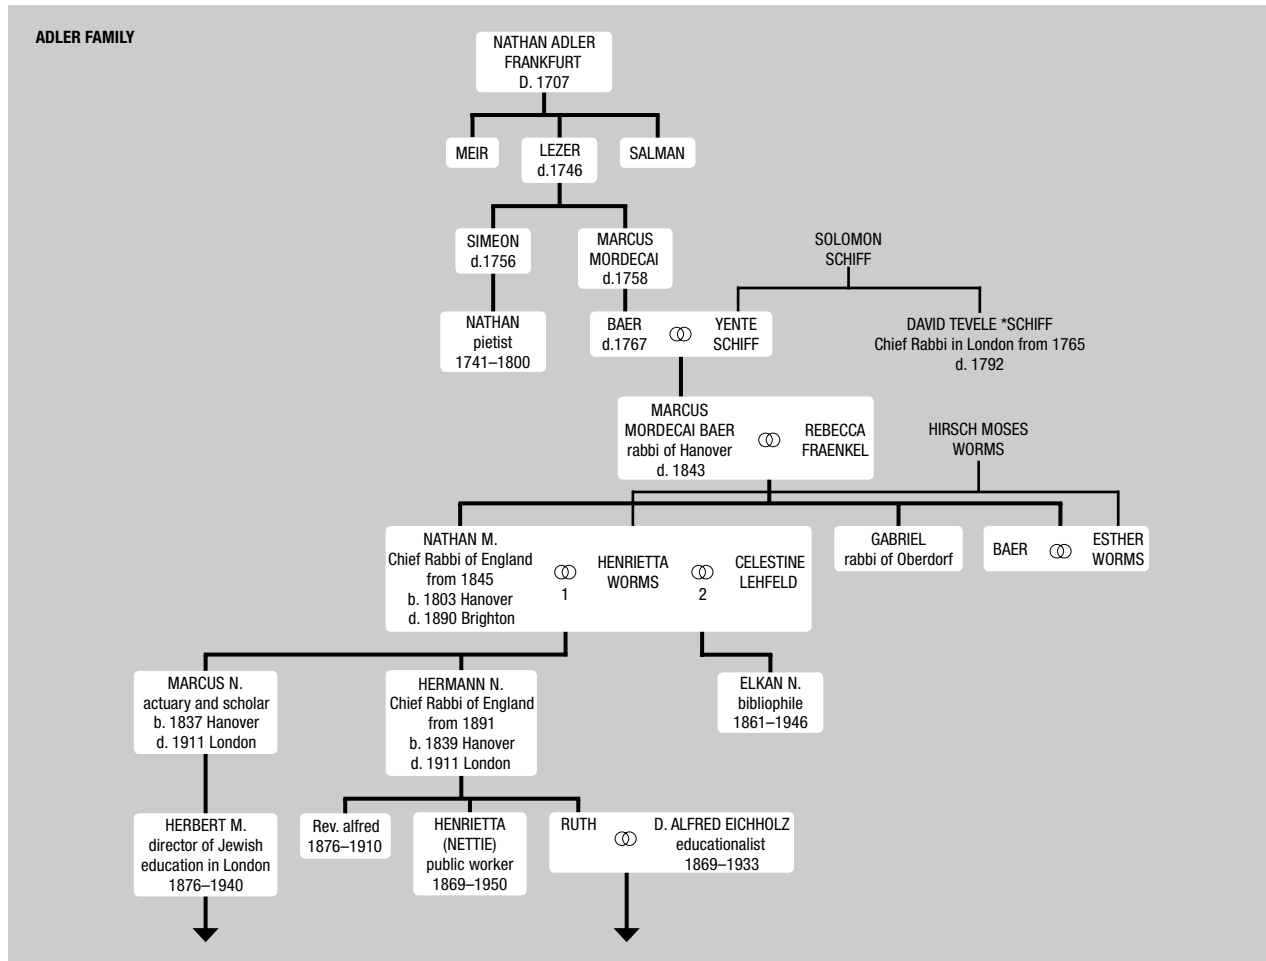 ADLER FAMILY
NATHAN ADLER
FRANKFURT
D. 1707
MEIR
LEZER
d.1746
SALMAN
SIMEON
d.1756
MARCUS
MORDECAI
d.1758
SOLOMON
SCHIFF
NATHAN
pietist
1741–1800
BAER
d.1767
YENTE
SCHIFF
DAVID TEVELE *SCHIFF
Chief Rabbi in London from 1765
d. 1792
MARCUS
MORDECAI BAER
rabbi of Hanover
d. 1843
REBECCA
FRAENKEL
HIRSCH MOSES
WORMS
NATHAN M.
Chief Rabbi of England
from 1845
b. 1803 Hanover
d. 1890 Brighton
1
HENRIETTA
WORMS
2
CELESTINE
LEHFELD
GABRIEL
rabbi of Oberdorf
BAER
ESTHER
WORMS
MARCUS N.
actuary and scholar
b. 1837 Hanover
d. 1911 London
HERMANN N.
Chief Rabbi of England
from 1891
b. 1839 Hanover
d. 1911 London
ELKAN N.
bibliophile
1861–1946
HERBERT M.
director of Jewish
education in London
1876–1940
Rev. alfred
1876–1910
HENRIETTA
(NETTIE)
public worker
1869–1950
RUTH
D. ALFRED EICHHOLZ
educationalist
1869–1933